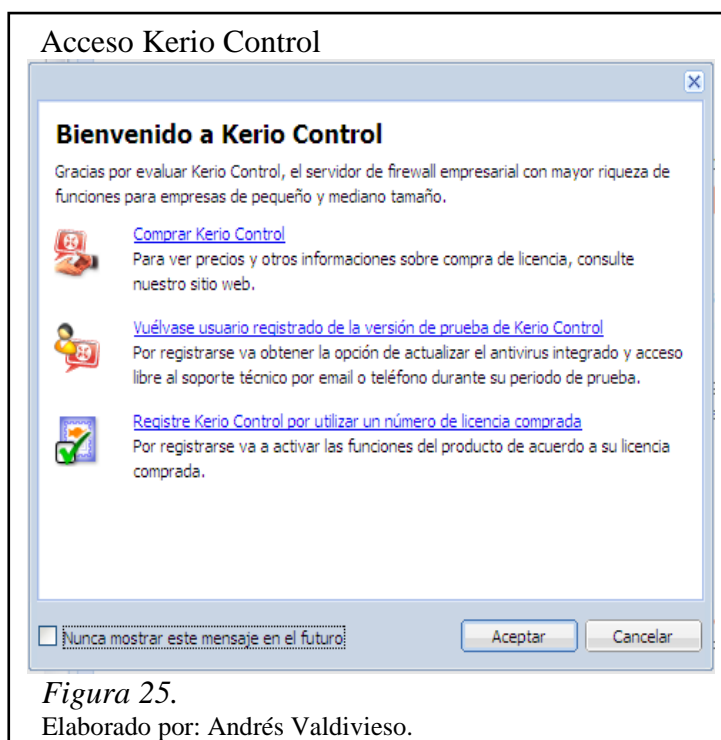 Acceso Kerio Control
Bienvenido a Kerio Control
Gracias por evaluar Kerio Control, el servidor de firewall empresarial con mayor riqueza de
funciones para empresas de pequeño y mediano tamaño.
Comprar Kerio Control
Para ver precios y otros informaciones sobre compra de licencia, consulte
nuestro sitio web.
Vuélvase usuario registrado de la versión de prueba de Kerio Control
Por registrarse va obtener la opción de actualizar el antivirus integrado y acceso
libre al soporte técnico por email o teléfono durante su periodo de prueba.
Registre Kerio Control por utilizar un número de licencia comprada
Por registrarse va a activar las funciones del producto de acuerdo a su licencia
comprada.
Nunca mostrar este mensaje en el futuro
Aceptar
Cancelar
Figura 25.
Elaborado por: Andrés Valdivieso.